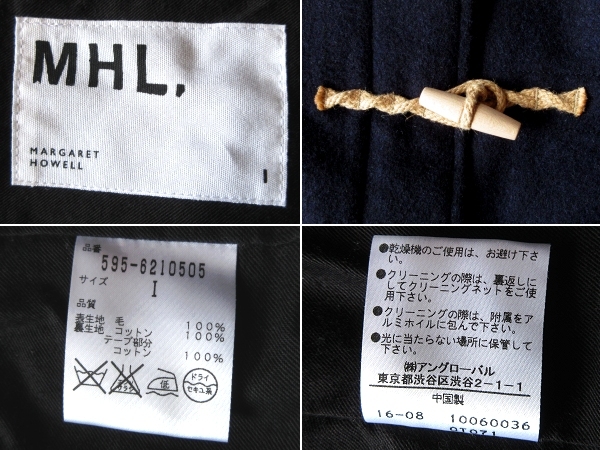 MHL.
MARGARET
HOWELL
I
品番
595-6210505
サイズ
I
品質
表生地 毛 100%
裏生地 コットン 100%
テープ部分
コットン 100%
低
ドライ
セキユ系
●乾燥機のご使用は、お避け下さ
い。
●クリーニングの際は、裏返しに
してクリーニングネットをご使
用下さい。
●クリーニングの際は、附属をア
ルミホイルに包んで下さい。
●光に当たらない場所に保管して
下さい。
㈱アングローバル
東京都渋谷区渋谷2-1-1
中国製
16-08 10060036